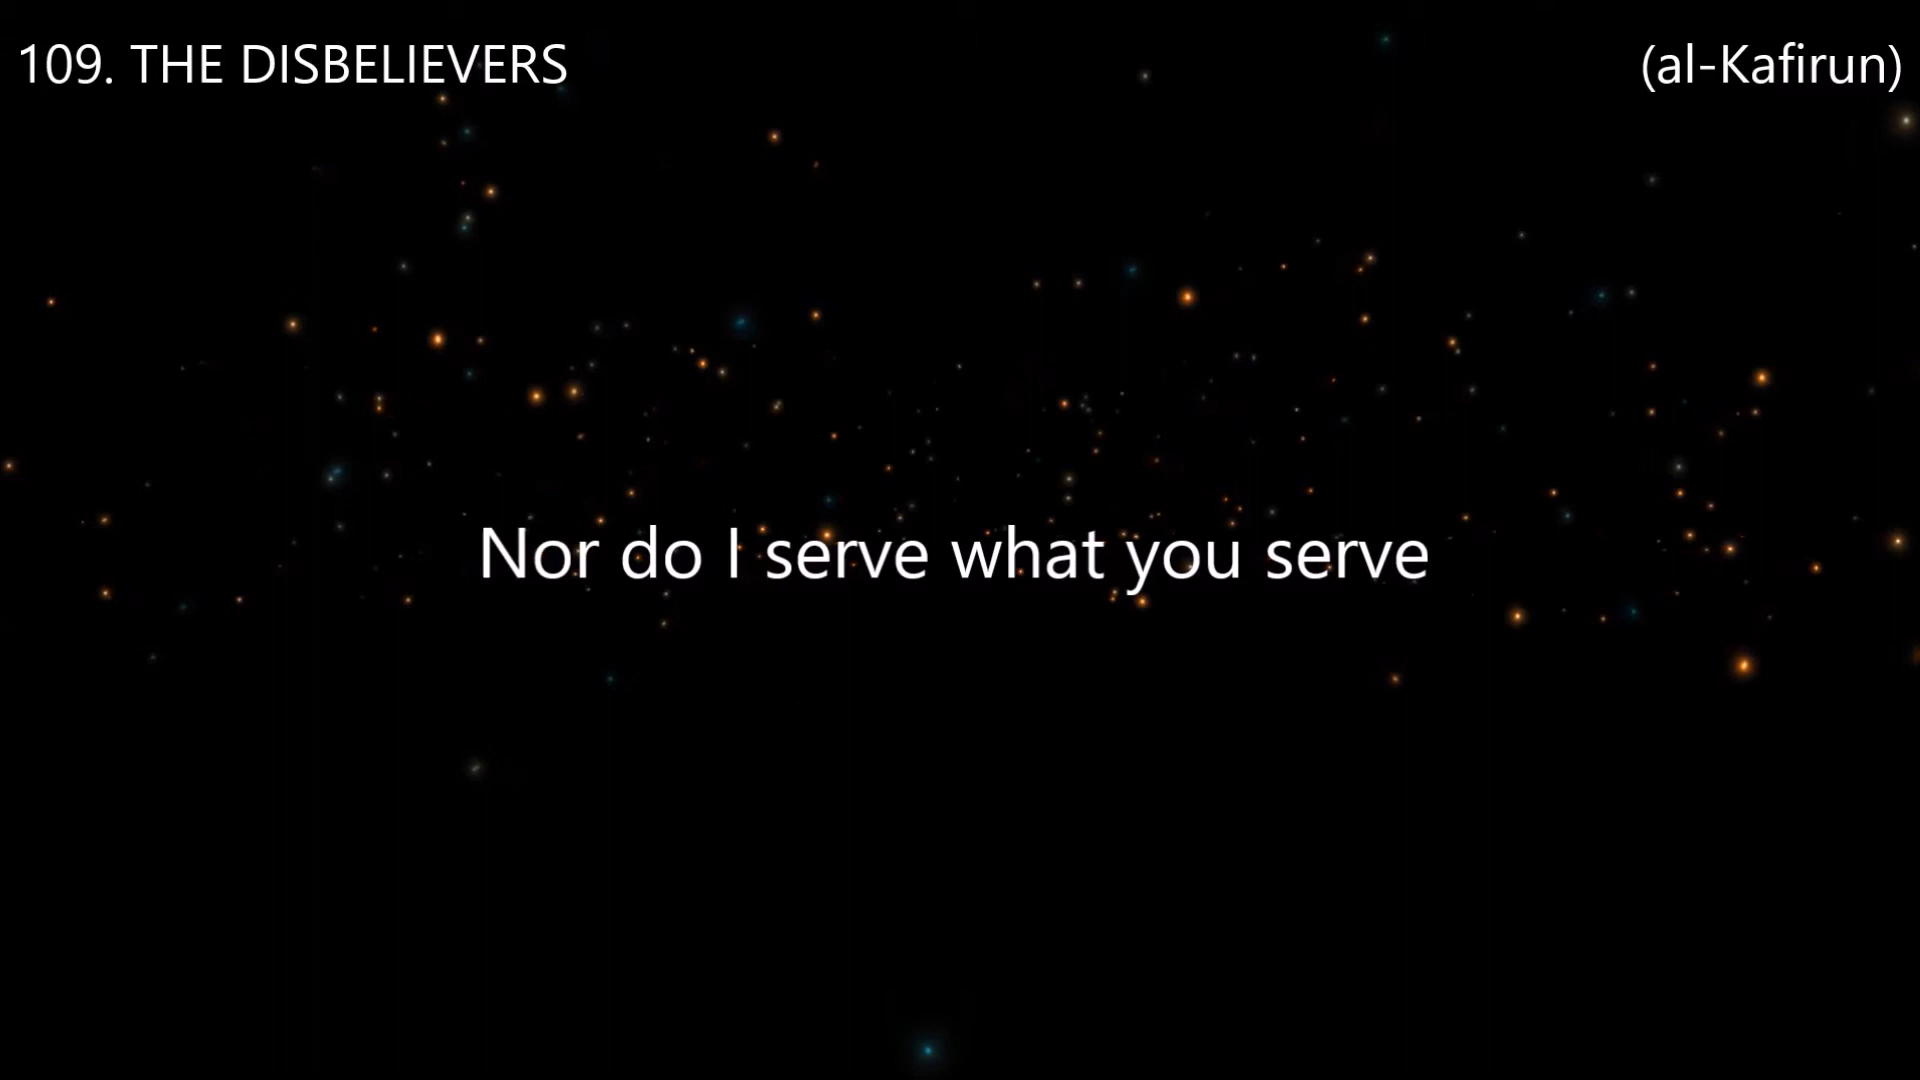 109. THE DISBELIEVERS (al-Kafirun)
Nor do I serve what you serve